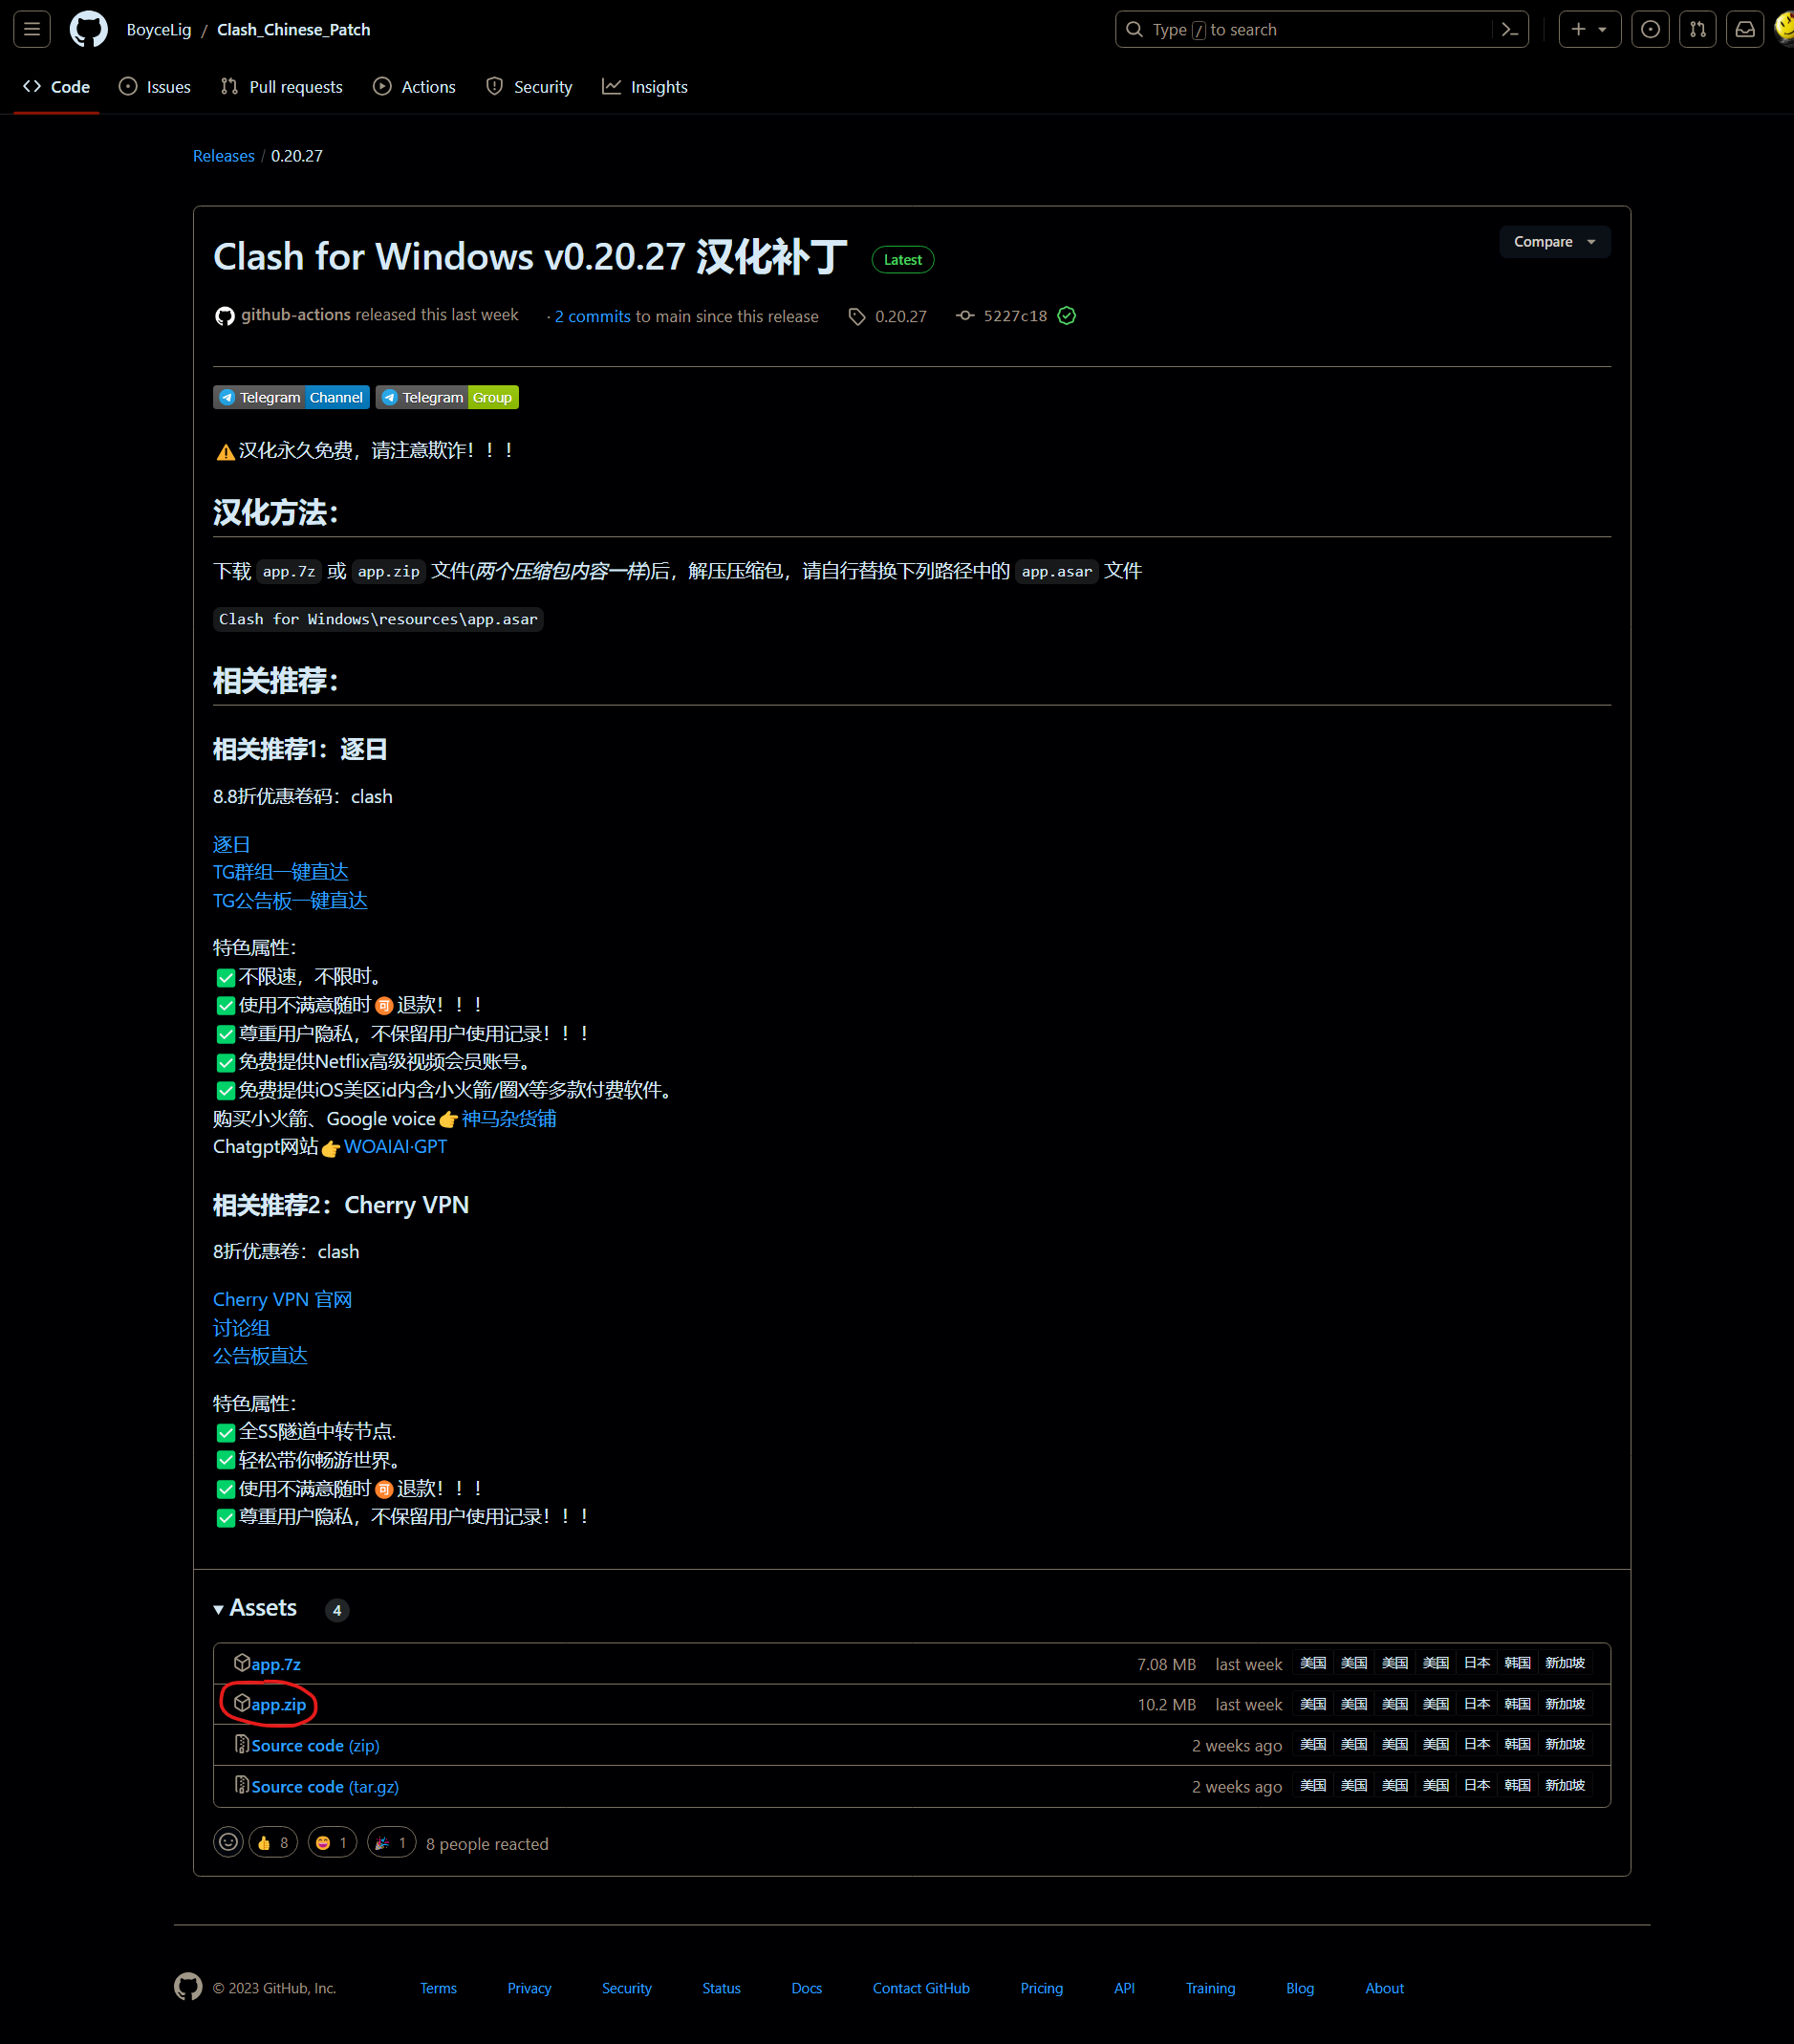 BoyceLig / Clash_Chinese_Patch
Type / to search
Code
Issues
Pull requests
Actions
Security
Insights
Releases / 0.20.27
Clash for Windows v0.20.27 汉化补丁 Latest
Compare
github-actions released this last week · 2 commits to main since this release 0.20.27 5227c18
Telegram Channel Telegram Group
⚠️汉化永久免费，请注意欺诈！！！
汉化方法：
下载 app.7z 或 app.zip 文件(两个压缩包内容一样)后，解压压缩包，请自行替换下列路径中的 app.asar 文件
Clash for Windows\resources\app.asar
相关推荐：
相关推荐1：逐日
8.8折优惠卷码：clash
逐日
TG群组一键直达
TG公告板一键直达
特色属性：
✅不限速，不限时。
✅使用不满意随时🉑退款！！！
✅尊重用户隐私，不保留用户使用记录！！！
✅免费提供Netflix高级视频会员账号。
✅免费提供iOS美区id内含小火箭/圈X等多款付费软件。
购买小火箭、Google voice👉神马杂货铺
Chatgpt网站👉WOAIAI·GPT
相关推荐2：Cherry VPN
8折优惠卷：clash
Cherry VPN 官网
讨论组
公告板直达
特色属性：
✅全SS隧道中转节点.
✅轻松带你畅游世界。
✅使用不满意随时🉑退款！！！
✅尊重用户隐私，不保留用户使用记录！！！
Assets 4
app.7z 7.08 MB last week 美国 美国 美国 美国 日本 韩国 新加坡
app.zip 10.2 MB last week 美国 美国 美国 美国 日本 韩国 新加坡
Source code (zip) 2 weeks ago 美国 美国 美国 美国 日本 韩国 新加坡
Source code (tar.gz) 2 weeks ago 美国 美国 美国 美国 日本 韩国 新加坡
👍 8 😄 1 🎉 1 8 people reacted
© 2023 GitHub, Inc. Terms Privacy Security Status Docs Contact GitHub Pricing API Training Blog About